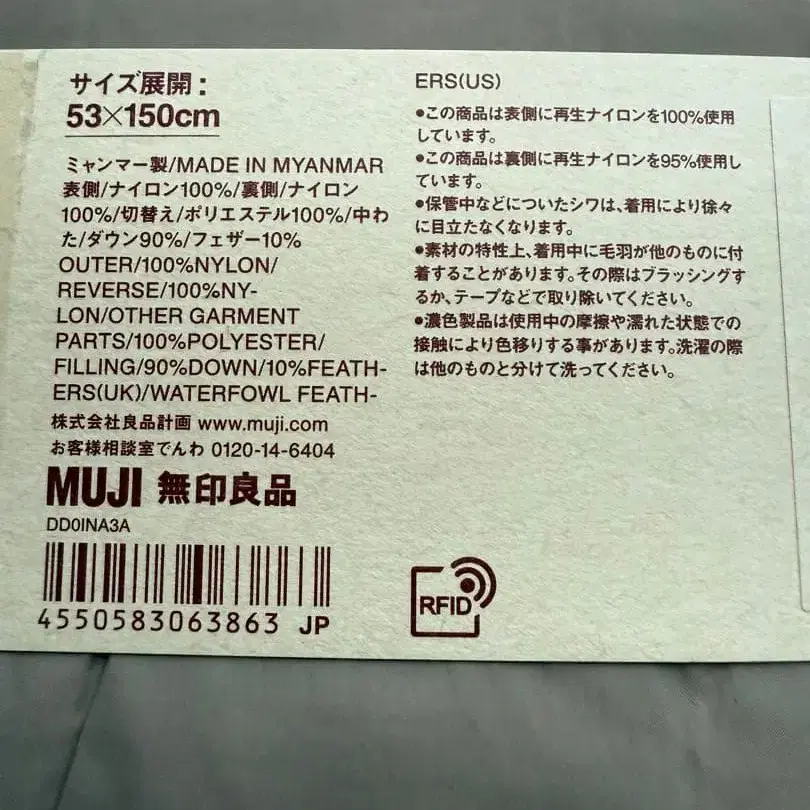 サイズ展開：
53×150cm
ミャンマー製/MADE IN MYANMAR
表側/ナイロン100%/裏側/ナイロン
100%/切替え/ポリエステル100%/中わ
た/ダウン90%/フェザー10%
OUTER/100%NYLON/
REVERSE/100%NY-
LON/OTHER GARMENT
PARTS/100%POLYESTER/
FILLING/90%DOWN/10%FEATH-
ERS(UK)/WATERFOWL FEATH-
株式会社良品計画 www.muji.com
お客様相談室でんわ 0120-14-6404
MUJI 無印良品
DD0INA3A
4550583063863 JP
ERS(US)
●この商品は表側に再生ナイロンを100%使用
しています。
●この商品は裏側に再生ナイロンを95%使用し
ています。
●保管中などについたシワは、着用により徐々
に目立たなくなります。
●素材の特性上、着用中に毛羽が他のものに付
着することがあります。その際はブラッシングす
るか、テープなどで取り除いてください。
●濃色製品は使用中の摩擦や濡れた状態での
接触により色移りする事があります。洗濯の際
は他のものと分けて洗ってください。
RFID